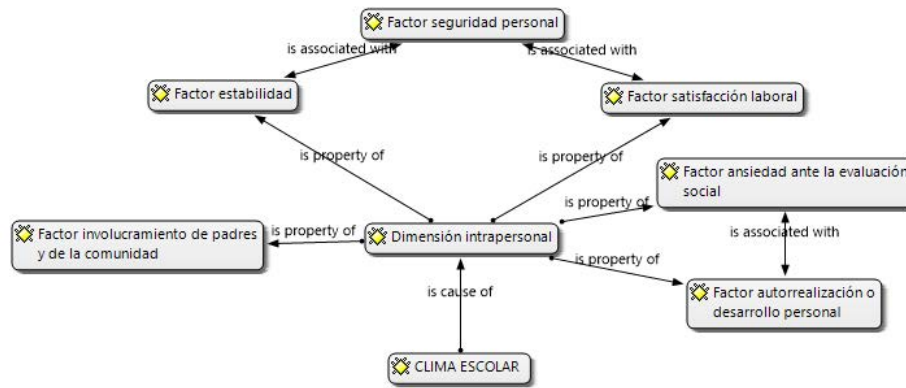 Factor seguridad personal
is associated with
is associated with
Factor estabilidad
Factor satisfacción laboral
is property of
is property of
Factor ansiedad ante la evaluación
social
is property of
Factor involucramiento de padres
y de la comunidad
is property of
Dimensión intrapersonal
is associated with
is property of
Factor autorrealización o
desarrollo personal
is cause of
CLIMA ESCOLAR